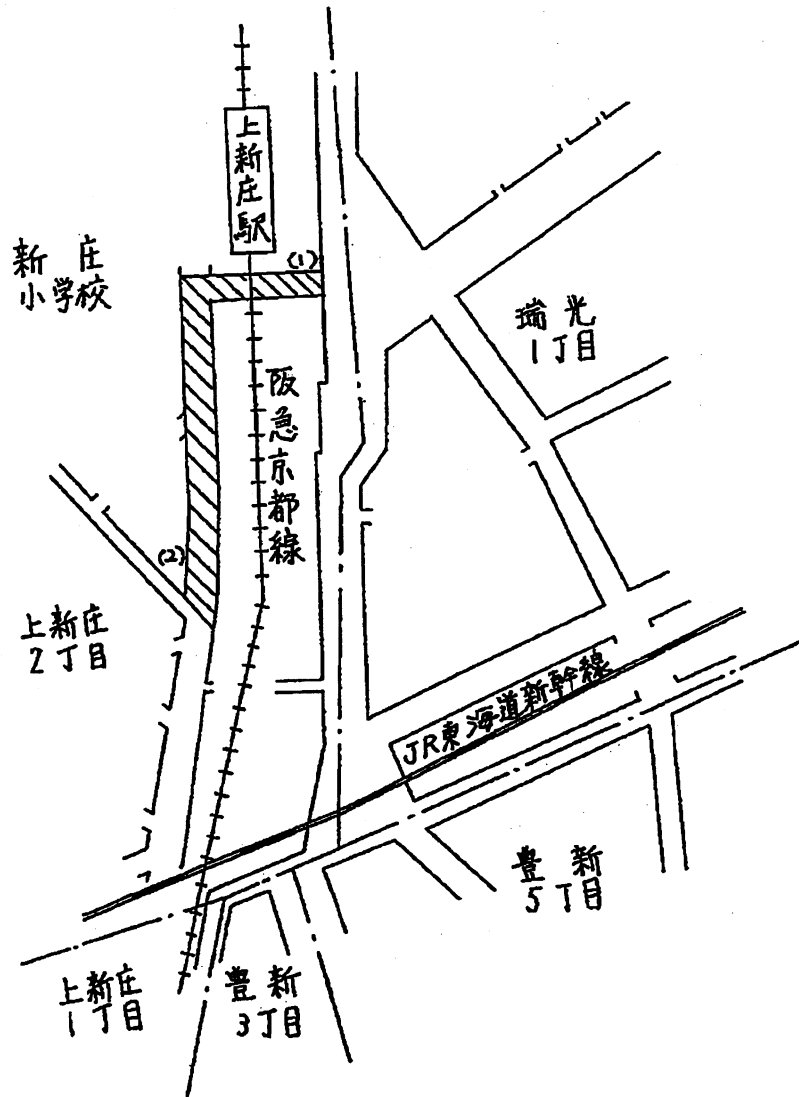 上新庄駅
(1)
新庄
小学校
瑞光
1丁目
阪急京都線
(2)
上新庄
2丁目
JR東海道新幹線
豊新
5丁目
上新庄
1丁目
豊新
3丁目